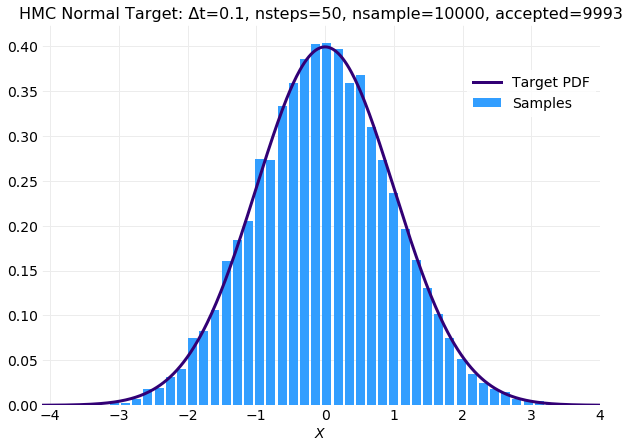 HMC Normal Target: Δt=0.1, nsteps=50, nsample=10000, accepted=9993
0.40
0.35
0.30
0.25
0.20
0.15
0.10
0.05
0.00
Target PDF
Samples
−4 −3 −2 −1 0 1 2 3 4
X